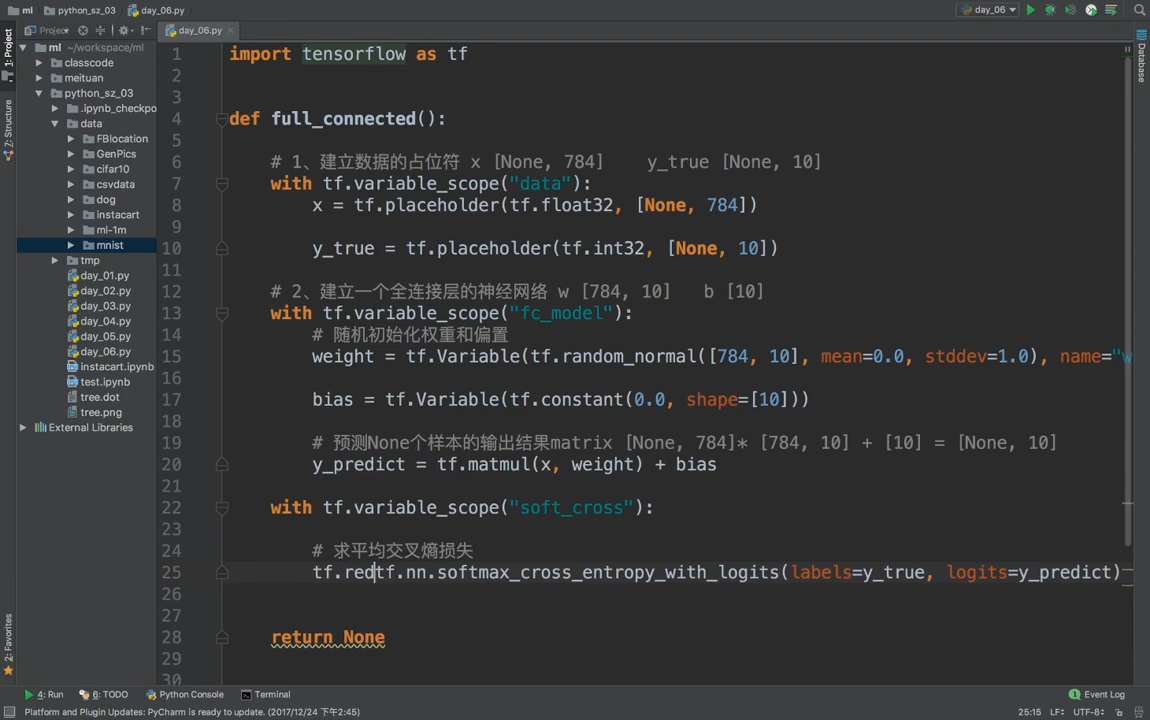 ml python_sz_03 day_06.py day_06
Project day_06.py
1: Project
Z: Structure
2: Favorites
Database
ml ~/workspace/ml
classcode
meituan
python_sz_03
.ipynb_checkpo
data
FBlocation
GenPics
cifar10
csvdata
dog
instacart
ml-1m
mnist
tmp
day_01.py
day_02.py
day_03.py
day_04.py
day_05.py
day_06.py
instacart.ipynb
test.ipynb
tree.dot
tree.png
External Libraries
1 import tensorflow as tf
2
3
4 def full_connected():
5
6 # 1、建立数据的占位符 x [None, 784] y_true [None, 10]
7 with tf.variable_scope("data"):
8 x = tf.placeholder(tf.float32, [None, 784])
9
10 y_true = tf.placeholder(tf.int32, [None, 10])
11
12 # 2、建立一个全连接层的神经网络 w [784, 10] b [10]
13 with tf.variable_scope("fc_model"):
14 # 随机初始化权重和偏置
15 weight = tf.Variable(tf.random_normal([784, 10], mean=0.0, stddev=1.0), name="w
16
17 bias = tf.Variable(tf.constant(0.0, shape=[10]))
18
19 # 预测None个样本的输出结果matrix [None, 784]* [784, 10] + [10] = [None, 10]
20 y_predict = tf.matmul(x, weight) + bias
21
22 with tf.variable_scope("soft_cross"):
23
24 # 求平均交叉熵损失
25 tf.redtf.nn.softmax_cross_entropy_with_logits(labels=y_true, logits=y_predict)
26
27
28 return None
29
30
4: Run 6: TODO Python Console Terminal 1 Event Log
Platform and Plugin Updates: PyCharm is ready to update. (2017/12/24 下午2:45) 25:15 LF÷ UTF-8÷